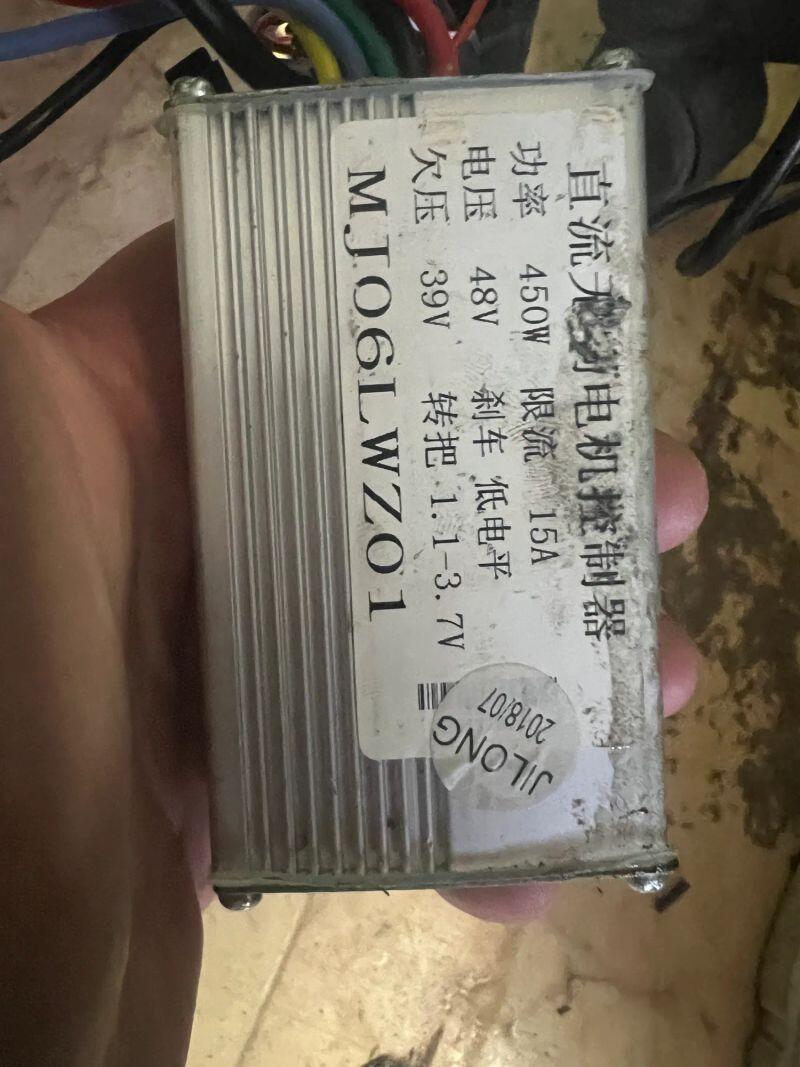 直流无刷电机控制器
功率 450W 限流 15A
电压 48V 刹车 低电平
欠压 39V 转把 1.1-3.7V
MJ06LWZ01
JILONG
2018/07